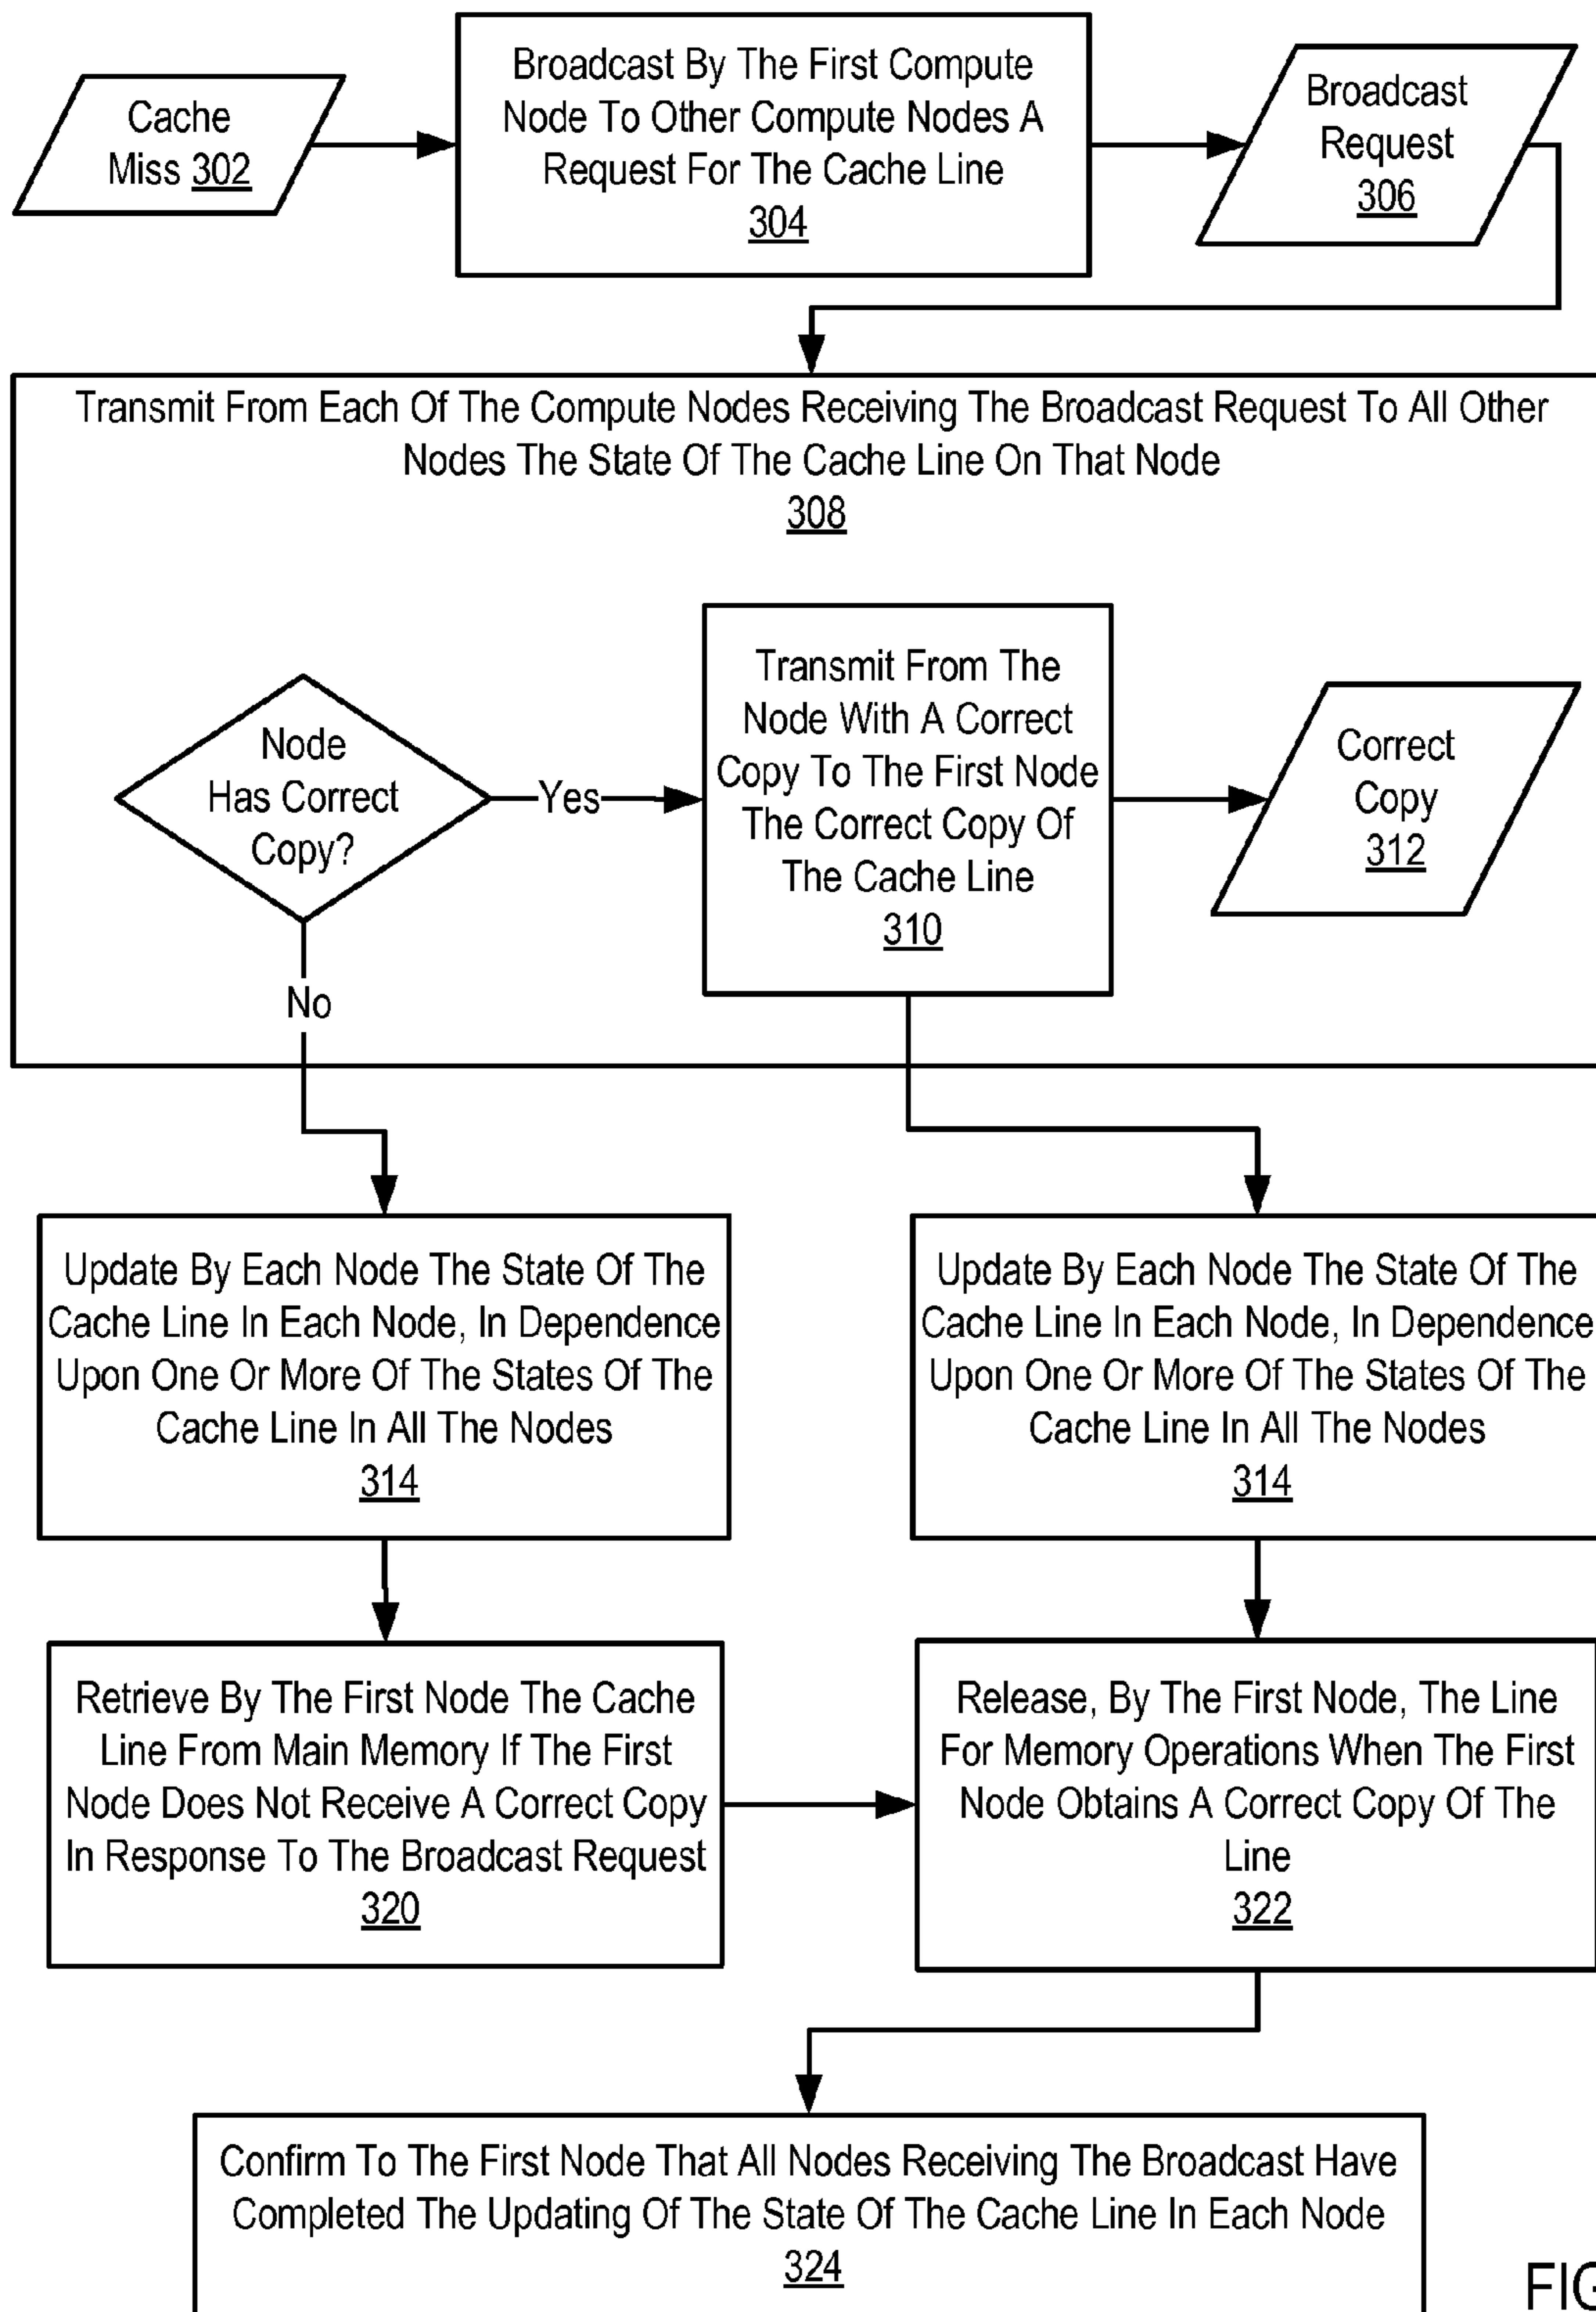 Cache
Miss 302
Broadcast By The First Compute
Node To Other Compute Nodes A
Request For The Cache Line
304
Broadcast
Request
306
Transmit From Each Of The Compute Nodes Receiving The Broadcast Request To All Other
Nodes The State Of The Cache Line On That Node
308
Node
Has Correct
Copy?
Yes
No
Transmit From The
Node With A Correct
Copy To The First Node
The Correct Copy Of
The Cache Line
310
Correct
Copy
312
Update By Each Node The State Of The
Cache Line In Each Node, In Dependence
Upon One Or More Of The States Of The
Cache Line In All The Nodes
314
Update By Each Node The State Of The
Cache Line In Each Node, In Dependence
Upon One Or More Of The States Of The
Cache Line In All The Nodes
314
Retrieve By The First Node The Cache
Line From Main Memory If The First
Node Does Not Receive A Correct Copy
In Response To The Broadcast Request
320
Release, By The First Node, The Line
For Memory Operations When The First
Node Obtains A Correct Copy Of The
Line
322
Confirm To The First Node That All Nodes Receiving The Broadcast Have
Completed The Updating Of The State Of The Cache Line In Each Node
324